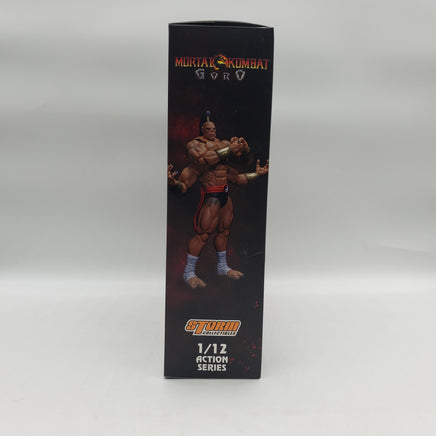 MORTAL KOMBAT
GORO
STORM
COLLECTIBLES
1/12
ACTION
SERIES